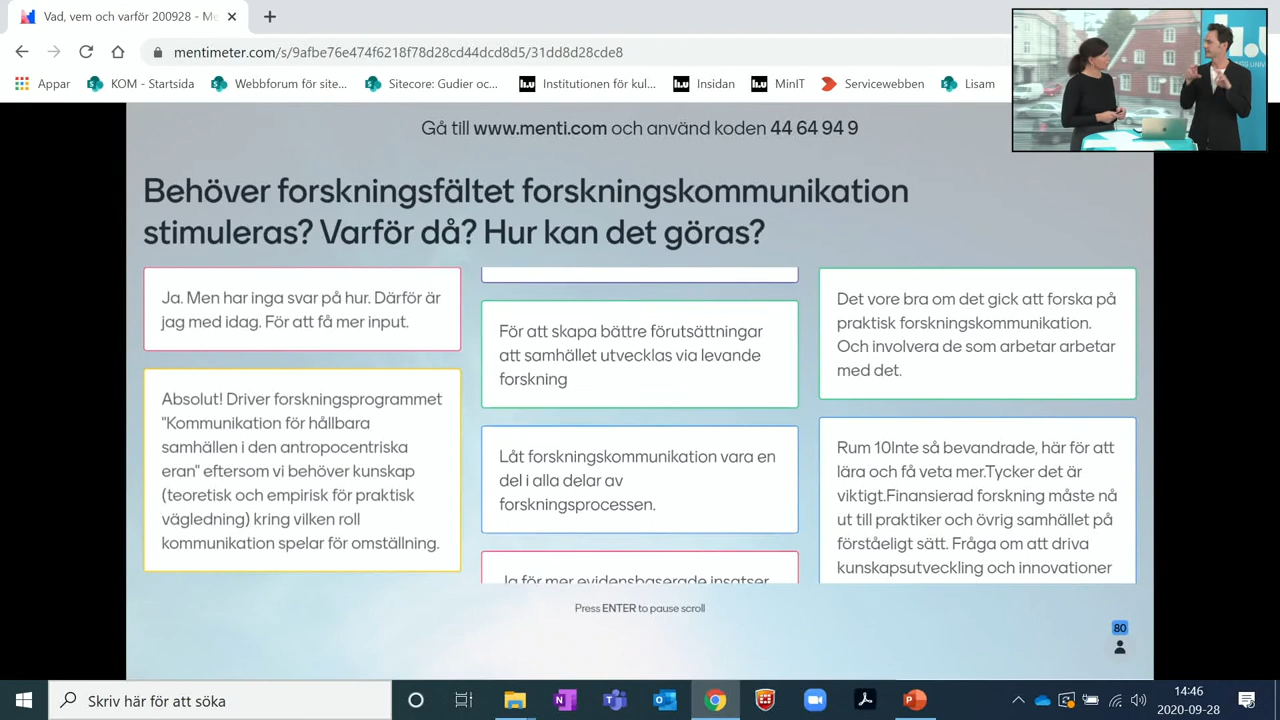 Vad, vem och varför 200928 - Me
mentimeter.com/s/9afbe76e474f6218f78d28cd44dcd8d5/31dd8d28cde8
Appar
KOM - Startsida
Webbforum för Site...
Sitecore: Guider oc...
Institutionen för kul...
Insidan
MinIT
Servicewebben
Lisam
Gå till www.menti.com och använd koden 44 64 94 9
Behöver forskningsfältet forskningskommunikation
stimuleras? Varför då? Hur kan det göras?
Ja. Men har inga svar på hur. Därför är
jag med idag. För att få mer input.
Absolut! Driver forskningsprogrammet
"Kommunikation för hållbara
samhällen i den antropocentriska
eran" eftersom vi behöver kunskap
(teoretisk och empirisk för praktisk
vägledning) kring vilken roll
kommunikation spelar för omställning.
För att skapa bättre förutsättningar
att samhället utvecklas via levande
forskning
Låt forskningskommunikation vara en
del i alla delar av
forskningsprocessen.
Ja för mer evidensbaserade insatser
Det vore bra om det gick att forska på
praktisk forskningskommunikation.
Och involvera de som arbetar arbetar
med det.
Rum 10Inte så bevandrade, här för att
lära och få veta mer.Tycker det är
viktigt.Finansierad forskning måste nå
ut till praktiker och övrig samhället på
förståeligt sätt. Fråga om att driva
kunskapsutveckling och innovationer
Press ENTER to pause scroll
80
Skriv här för att söka
14:46
2020-09-28